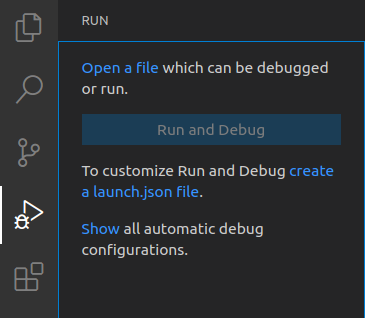 RUN
Open a file which can be debugged
or run.
Run and Debug
To customize Run and Debug create
a launch.json file.
Show all automatic debug
configurations.